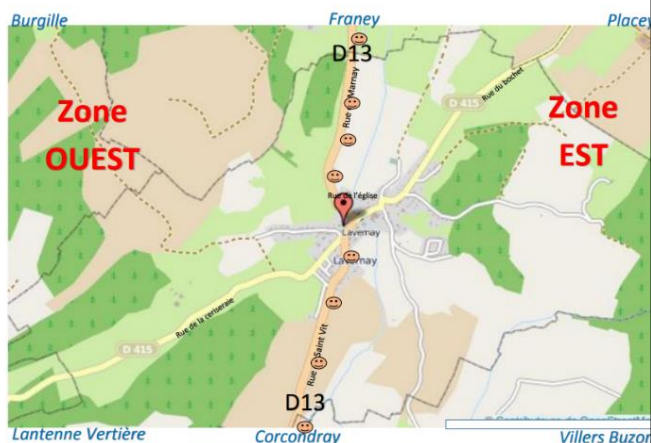 Burgille
Franey
Placey
D13
Rue de Marnay
Rue du bochet
D 415
Zone
OUEST
Zone
EST
Rue de l'église
Lavernay
Lavernay
Rue de la ceriseraie
D 415
Rue Saint Vit
D13
Lantenne Vertière
Corcondray
Villers Buzon